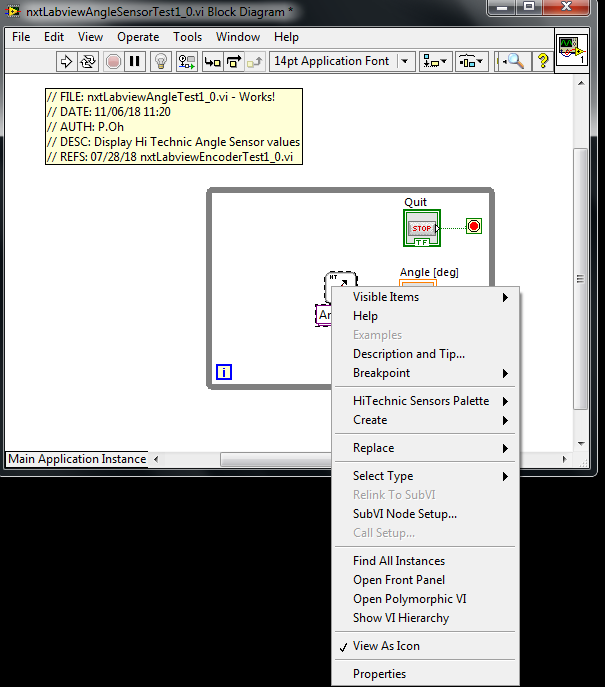 nxtLabviewAngleSensorTest1_0.vi Block Diagram *
File Edit View Operate Tools Window Help
14pt Application Font
?
1
// FILE: nxtLabviewAngleTest1_0.vi - Works!
// DATE: 11/06/18 11:20
// AUTH: P.Oh
// DESC: Display Hi Technic Angle Sensor values
// REFS: 07/28/18 nxtLabviewEncoderTest1_0.vi
Quit
STOP
TF
Angle [deg]
HT
An
i
Main Application Instance
Visible Items
Help
Examples
Description and Tip...
Breakpoint
HiTechnic Sensors Palette
Create
Replace
Select Type
Relink To SubVI
SubVI Node Setup...
Call Setup...
Find All Instances
Open Front Panel
Open Polymorphic VI
Show VI Hierarchy
View As Icon
Properties